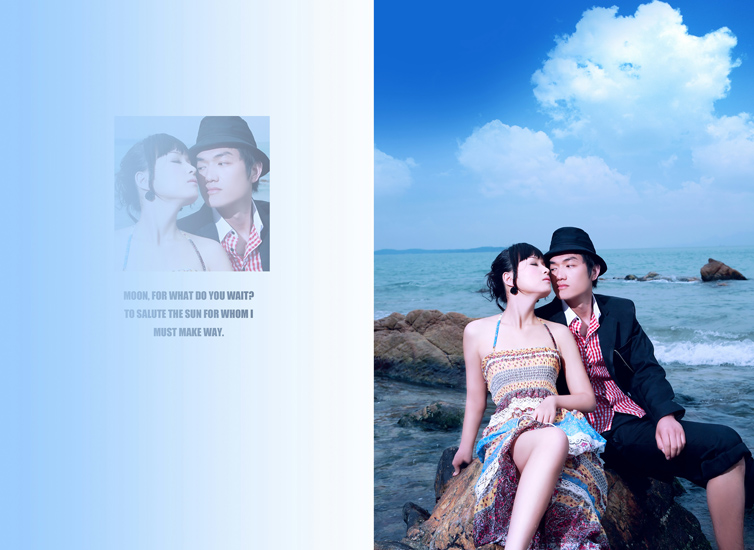 MOON, FOR WHAT DO YOU WAIT?
TO SALUTE THE SUN FOR WHOM I
MUST MAKE WAY.